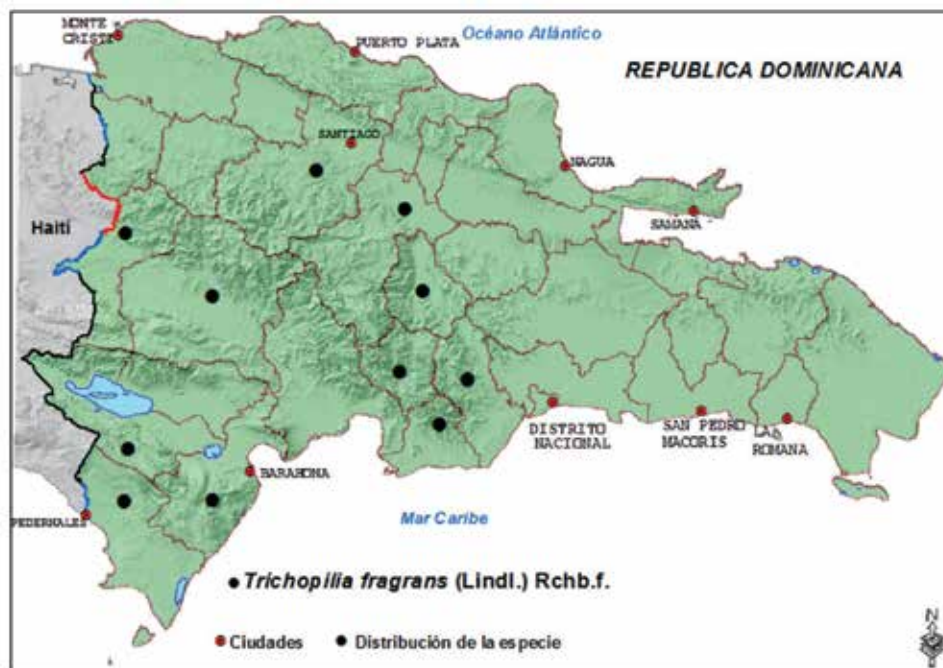 MONTE
CRISTI
PUERTO PLATA
Océano Atlántico
REPUBLICA DOMINICANA
SANTIAGO
NAGUA
SAMANÁ
Haití
DISTRITO
NACIONAL
SAN PEDRO
MACORIS
LA
ROMANA
BARAHONA
PEDERNALES
Mar Caribe
Trichopilia fragrans (Lindl.) Rchb.f.
Ciudades
Distribución de la especie
N